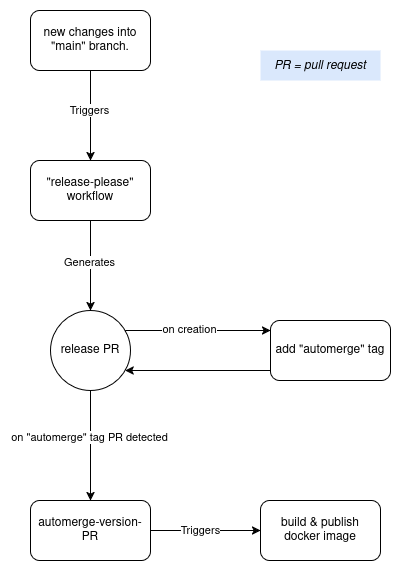 new changes into
"main" branch.
PR = pull request
Triggers
"release-please"
workflow
Generates
on creation
release PR
add "automerge" tag
on "automerge" tag PR detected
automerge-version-
PR
Triggers
build & publish
docker image